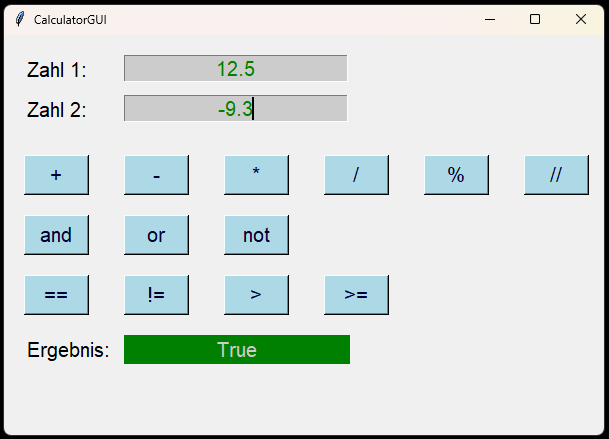 CalculatorGUI
Zahl 1: 12.5
Zahl 2: -9.3
+ - * / % //
and or not
== != > >=
Ergebnis: True